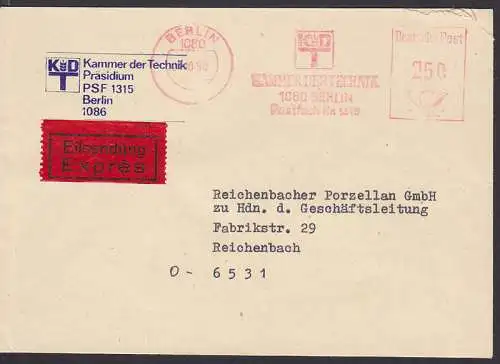 KDT
Kammer der Technik
Präsidium
PSF 1315
Berlin
1086
BERLIN
1080
KDT
KAMMER DER TECHNIK
1080 BERLIN
Postfach Nr. 1315
Deutsche Post
250
Eilsendung
Exprès
Reichenbacher Porzellan GmbH
zu Hdn. d. Geschäftsleitung
Fabrikstr. 29
Reichenbach
O- 6531